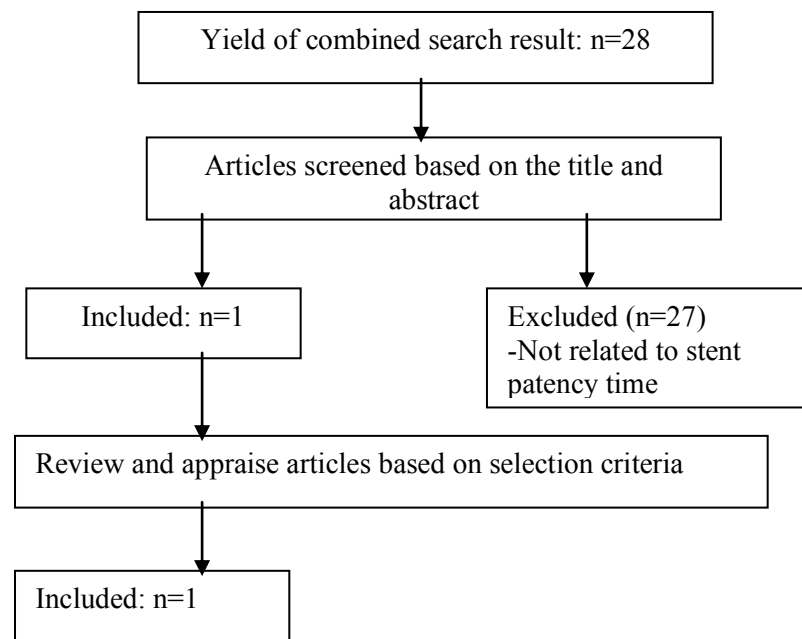 Yield of combined search result: n=28
Articles screened based on the title and
abstract
Included: n=1
Excluded (n=27)
-Not related to stent
patency time
Review and appraise articles based on selection criteria
Included: n=1